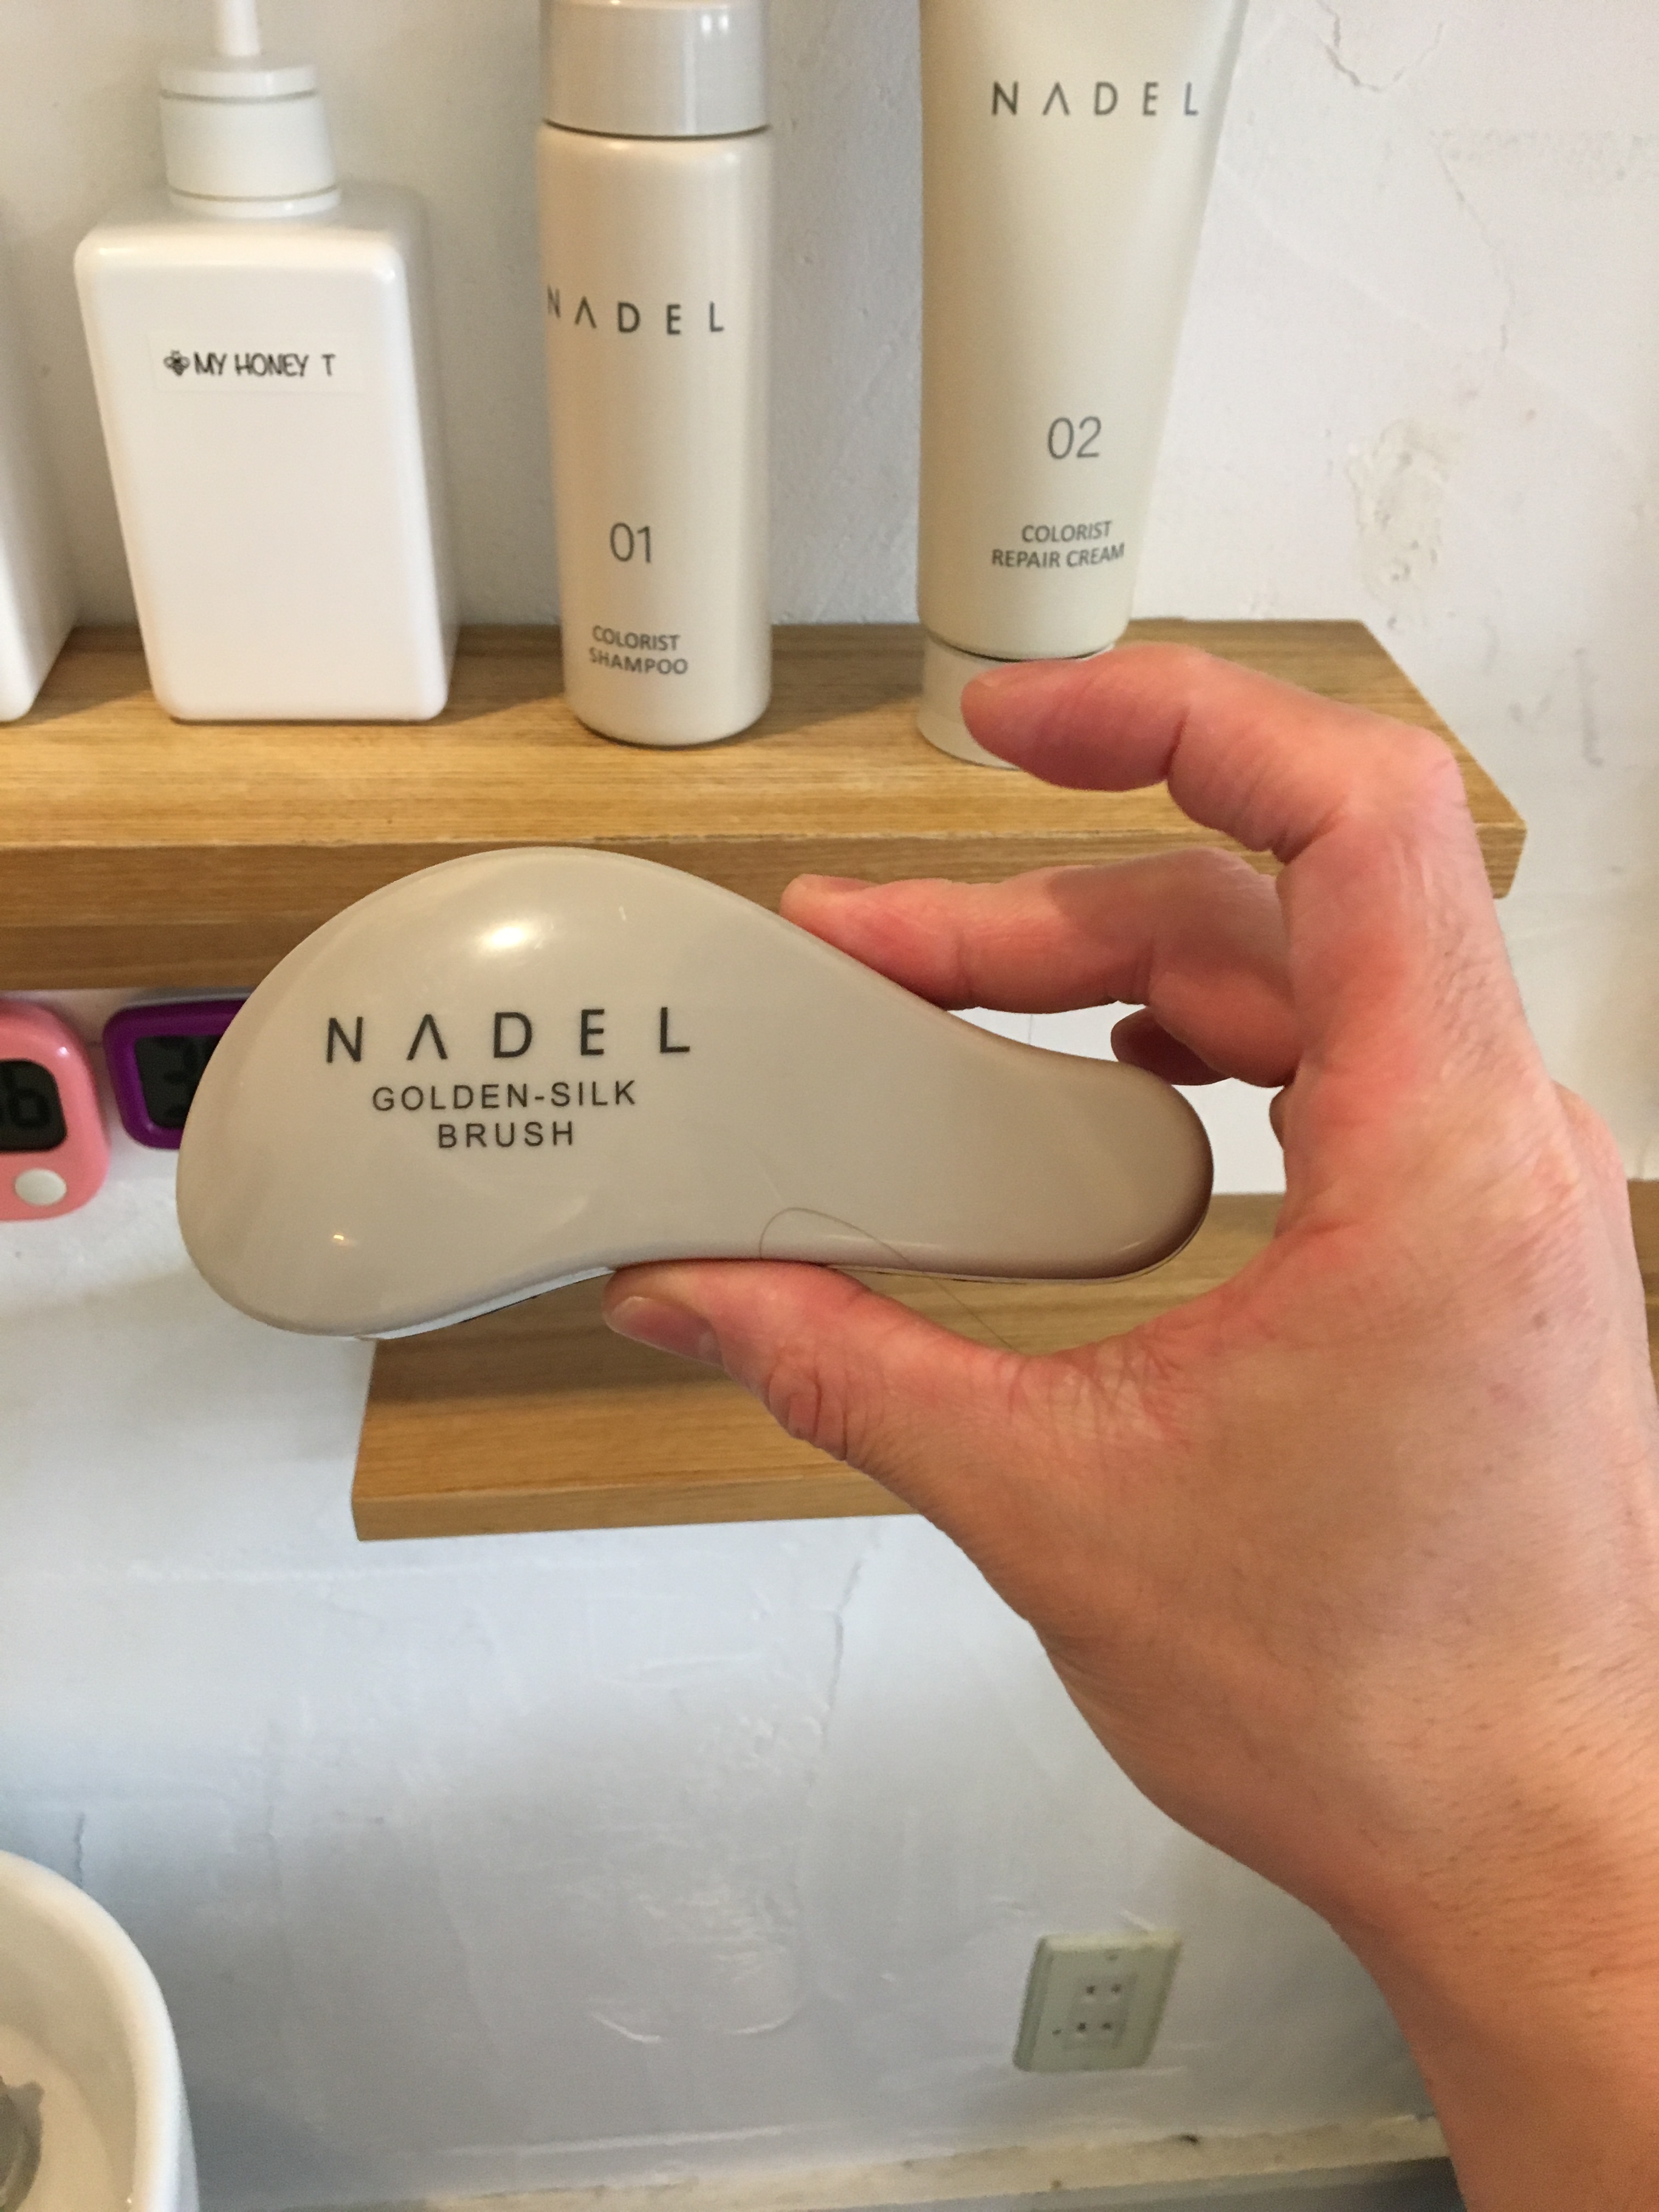 MY HONEY T
NADEL
01
COLORIST
SHAMPOO
NADEL
02
COLORIST
REPAIR CREAM
NADEL
GOLDEN-SILK
BRUSH